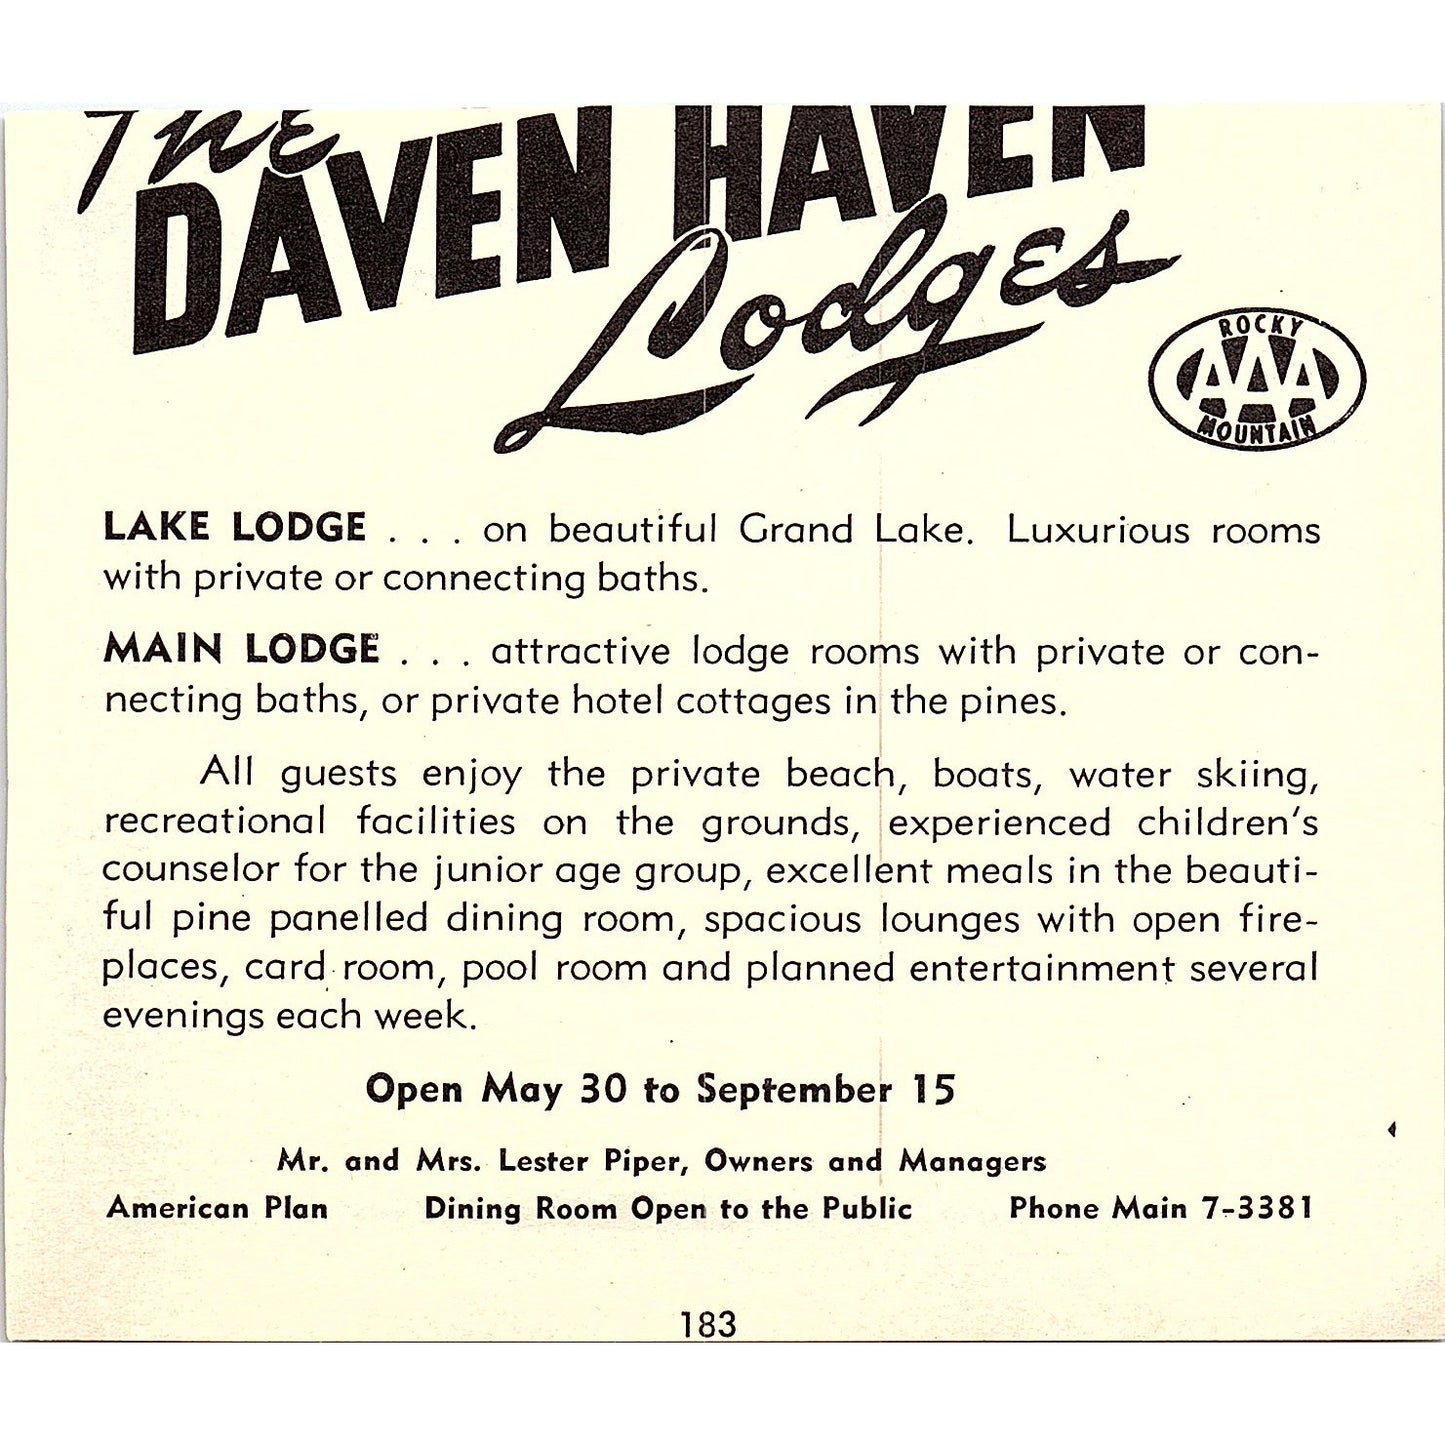 The
DAVEN HAVEN
Lodges
ROCKY
AAA
MOUNTAIN
LAKE LODGE . . . on beautiful Grand Lake. Luxurious rooms
with private or connecting baths.
MAIN LODGE . . . attractive lodge rooms with private or con-
necting baths, or private hotel cottages in the pines.
All guests enjoy the private beach, boats, water skiing,
recreational facilities on the grounds, experienced children's
counselor for the junior age group, excellent meals in the beauti-
ful pine panelled dining room, spacious lounges with open fire-
places, card room, pool room and planned entertainment several
evenings each week.
Open May 30 to September 15
Mr. and Mrs. Lester Piper, Owners and Managers
American Plan Dining Room Open to the Public Phone Main 7-3381
183